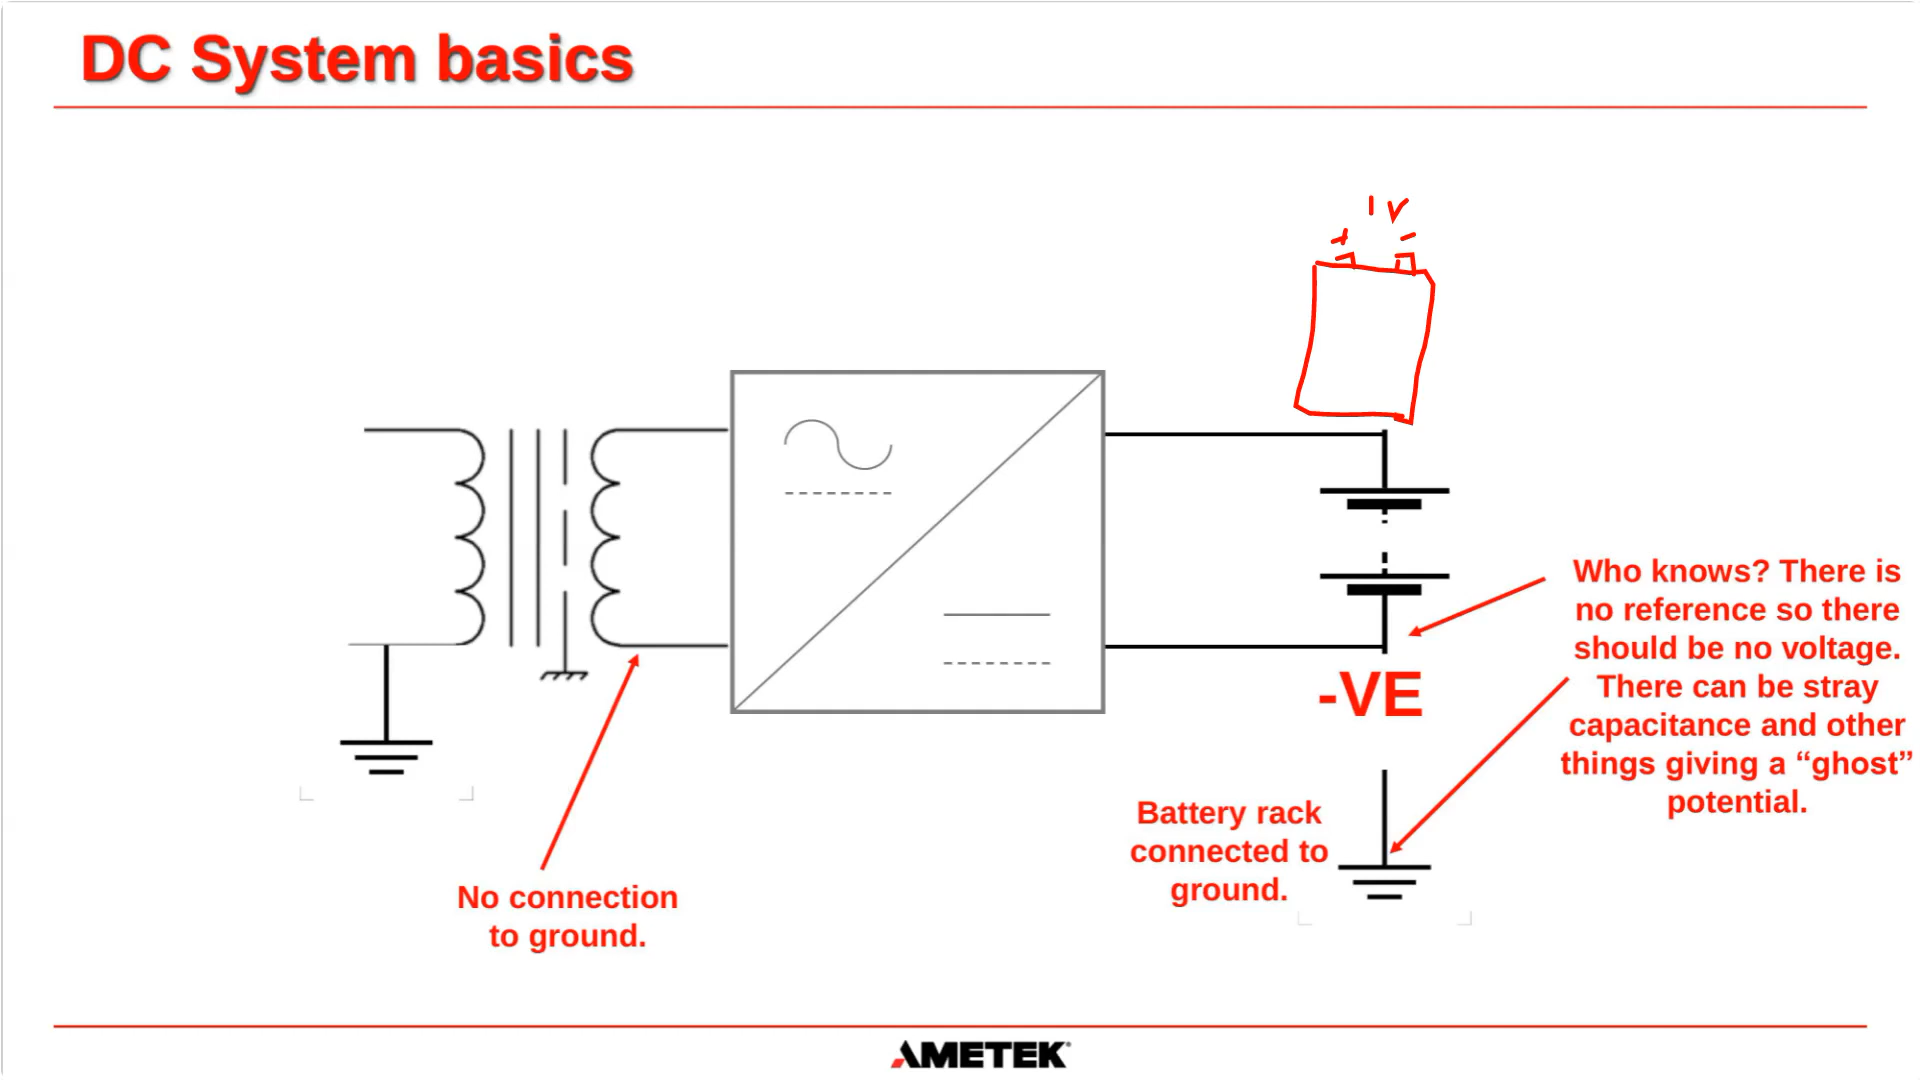 DC System basics
1 V
+ -
Who knows? There is
no reference so there
should be no voltage.
There can be stray
capacitance and other
things giving a “ghost”
potential.
-VE
Battery rack
connected to
ground.
No connection
to ground.
AMETEK®